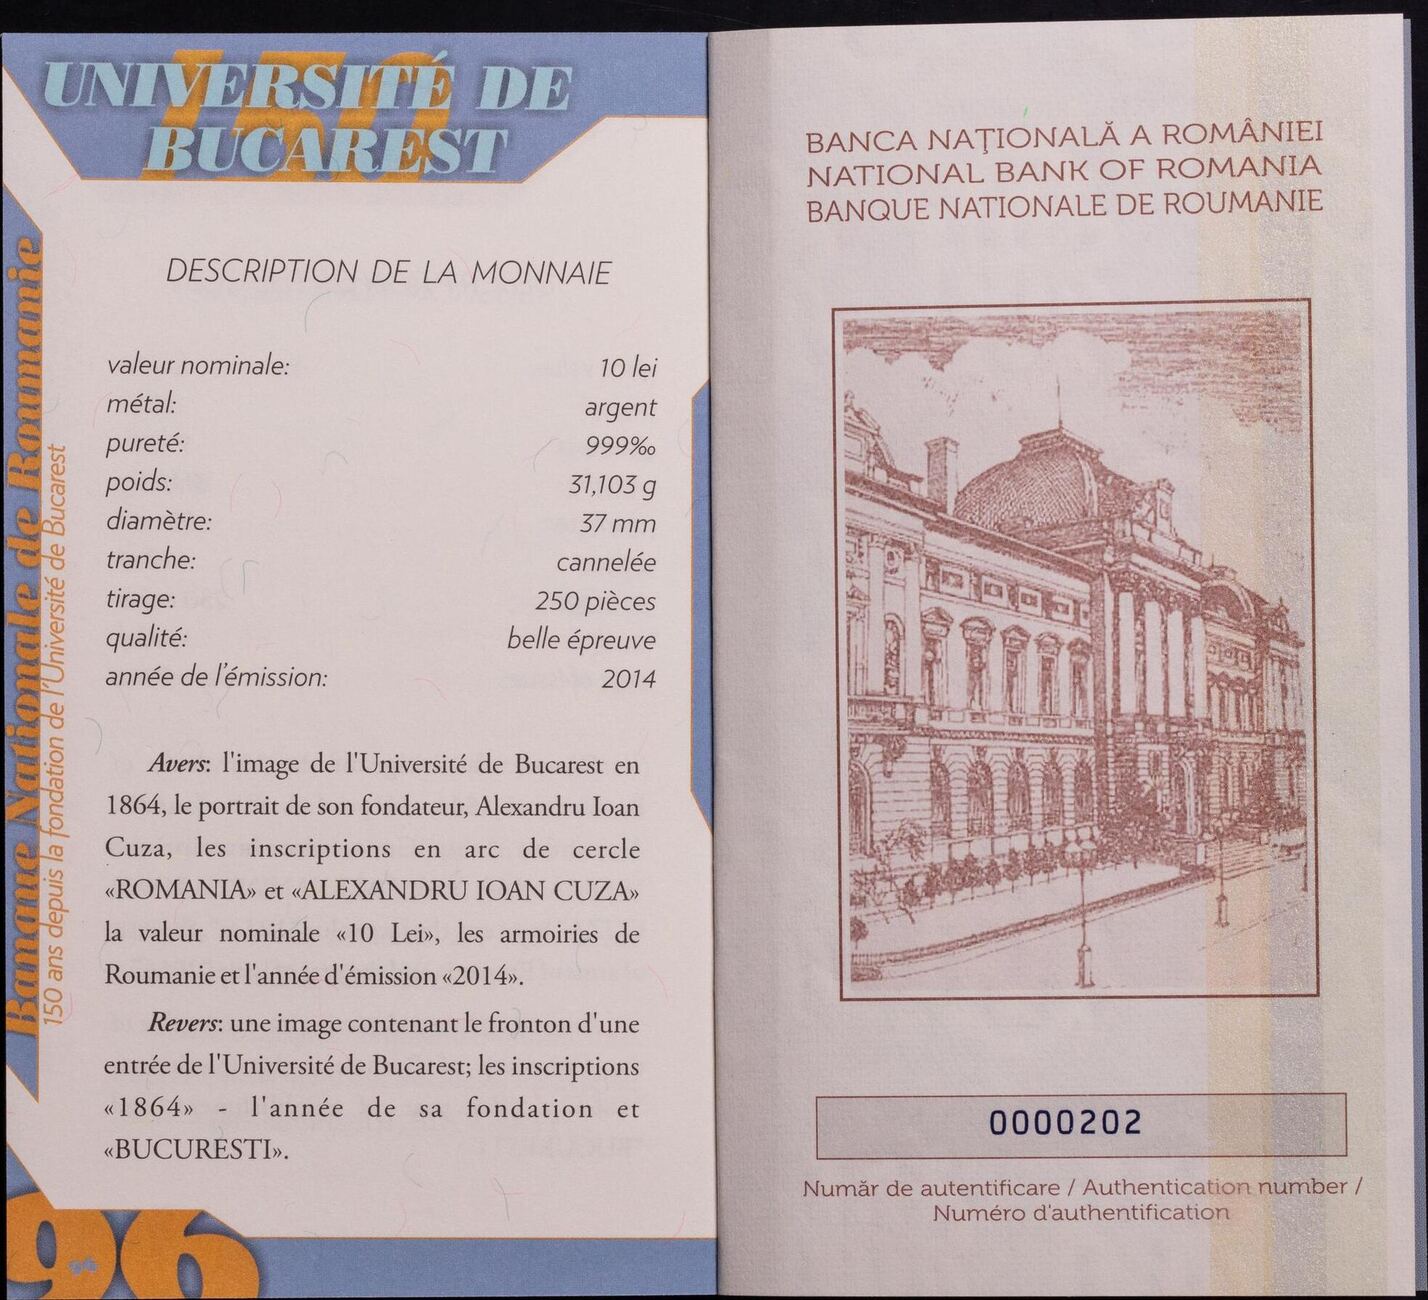 150
UNIVERSITÉ DE
BUCAREST
Banque Nationale de Roumanie
150 ans depuis la fondation de l'Université de Bucarest
DESCRIPTION DE LA MONNAIE
valeur nominale: 10 lei
métal: argent
pureté: 999‰
poids: 31,103 g
diamètre: 37 mm
tranche: cannelée
tirage: 250 pièces
qualité: belle épreuve
année de l'émission: 2014
Avers: l'image de l'Université de Bucarest en
1864, le portrait de son fondateur, Alexandru Ioan
Cuza, les inscriptions en arc de cercle
«ROMANIA» et «ALEXANDRU IOAN CUZA»
la valeur nominale «10 Lei», les armoiries de
Roumanie et l'année d'émission «2014».
Revers: une image contenant le fronton d'une
entrée de l'Université de Bucarest; les inscriptions
«1864» - l'année de sa fondation et
«BUCURESTI».
96
96
BANCA NAŢIONALĂ A ROMÂNIEI
NATIONAL BANK OF ROMANIA
BANQUE NATIONALE DE ROUMANIE
0000202
Număr de autentificare / Authentication number /
Numéro d'authentification